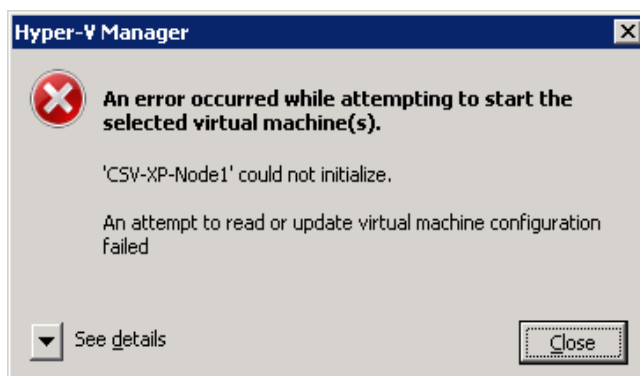 Hyper-V Manager
An error occurred while attempting to start the
selected virtual machine(s).
'CSV-XP-Node1' could not initialize.
An attempt to read or update virtual machine configuration
failed
See details
Close